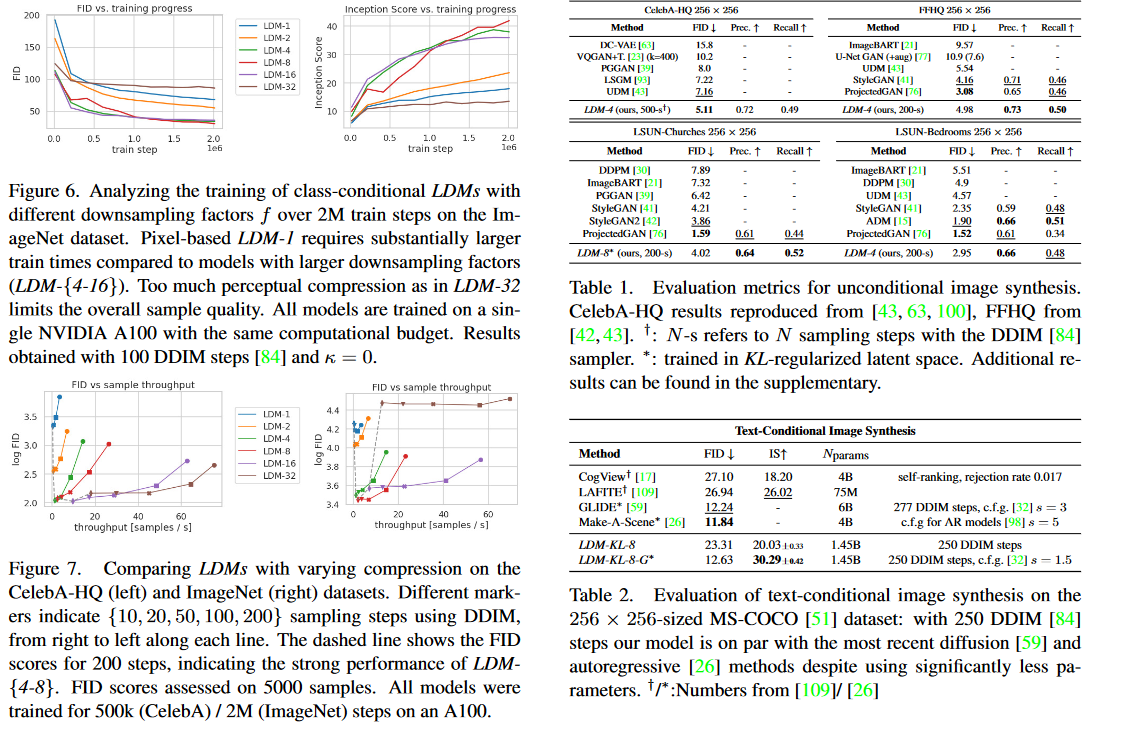 FID vs. training progress
200
150
100
50
FID
0.0 0.5 1.0 1.5 2.0
1e6
train step
LDM-1
LDM-2
LDM-4
LDM-8
LDM-16
LDM-32
Inception Score vs. training progress
40
30
20
10
Inception Score
0.0 0.5 1.0 1.5 2.0
1e6
train step
Figure 6. Analyzing the training of class-conditional LDMs with
different downsampling factors f over 2M train steps on the Im-
ageNet dataset. Pixel-based LDM-1 requires substantially larger
train times compared to models with larger downsampling factors
(LDM-{4-16}). Too much perceptual compression as in LDM-32
limits the overall sample quality. All models are trained on a sin-
gle NVIDIA A100 with the same computational budget. Results
obtained with 100 DDIM steps [84] and κ = 0.
FID vs sample throughput
3.5
3.0
2.5
2.0
log FID
0 20 40 60
throughput [samples / s]
LDM-1
LDM-2
LDM-4
LDM-8
LDM-16
LDM-32
FID vs sample throughput
4.4
4.2
4.0
3.8
3.6
3.4
log FID
0 20 40 60
throughput [samples / s]
Figure 7. Comparing LDMs with varying compression on the
CelebA-HQ (left) and ImageNet (right) datasets. Different mark-
ers indicate {10, 20, 50, 100, 200} sampling steps using DDIM,
from right to left along each line. The dashed line shows the FID
scores for 200 steps, indicating the strong performance of LDM-
{4-8}. FID scores assessed on 5000 samples. All models were
trained for 500k (CelebA) / 2M (ImageNet) steps on an A100.
CelebA-HQ 256 × 256
Method FID ↓ Prec. ↑ Recall ↑
DC-VAE [63] 15.8 - -
VQGAN+T. [23] (k=400) 10.2 - -
PGGAN [39] 8.0 - -
LSGM [93] 7.22 - -
UDM [43] 7.16 - -
LDM-4 (ours, 500-s†) 5.11 0.72 0.49
FFHQ 256 × 256
Method FID ↓ Prec. ↑ Recall ↑
ImageBART [21] 9.57 - -
U-Net GAN (+aug) [77] 10.9 (7.6) - -
UDM [43] 5.54 - -
StyleGAN [41] 4.16 0.71 0.46
ProjectedGAN [76] 3.08 0.65 0.46
LDM-4 (ours, 200-s) 4.98 0.73 0.50
LSUN-Churches 256 × 256
Method FID ↓ Prec. ↑ Recall ↑
DDPM [30] 7.89 - -
ImageBART [21] 7.32 - -
PGGAN [39] 6.42 - -
StyleGAN [41] 4.21 - -
StyleGAN2 [42] 3.86 - -
ProjectedGAN [76] 1.59 0.61 0.44
LDM-8* (ours, 200-s) 4.02 0.64 0.52
LSUN-Bedrooms 256 × 256
Method FID ↓ Prec. ↑ Recall ↑
ImageBART [21] 5.51 - -
DDPM [30] 4.9 - -
UDM [43] 4.57 - -
StyleGAN [41] 2.35 0.59 0.48
ADM [15] 1.90 0.66 0.51
ProjectedGAN [76] 1.52 0.61 0.34
LDM-4 (ours, 200-s) 2.95 0.66 0.48
Table 1. Evaluation metrics for unconditional image synthesis.
CelebA-HQ results reproduced from [43, 63, 100], FFHQ from
[42, 43]. †: N-s refers to N sampling steps with the DDIM [84]
sampler. *: trained in KL-regularized latent space. Additional re-
sults can be found in the supplementary.
Text-Conditional Image Synthesis
Method FID ↓ IS↑ Nparams
CogView† [17] 27.10 18.20 4B self-ranking, rejection rate 0.017
LAFITE† [109] 26.94 26.02 75M
GLIDE* [59] 12.24 - 6B 277 DDIM steps, c.f.g. [32] s = 3
Make-A-Scene* [26] 11.84 - 4B c.f.g for AR models [98] s = 5
LDM-KL-8 23.31 20.03±0.33 1.45B 250 DDIM steps
LDM-KL-8-G* 12.63 30.29±0.42 1.45B 250 DDIM steps, c.f.g. [32] s = 1.5
Table 2. Evaluation of text-conditional image synthesis on the
256 × 256-sized MS-COCO [51] dataset: with 250 DDIM [84]
steps our model is on par with the most recent diffusion [59] and
autoregressive [26] methods despite using significantly less pa-
rameters. †/*:Numbers from [109]/ [26]